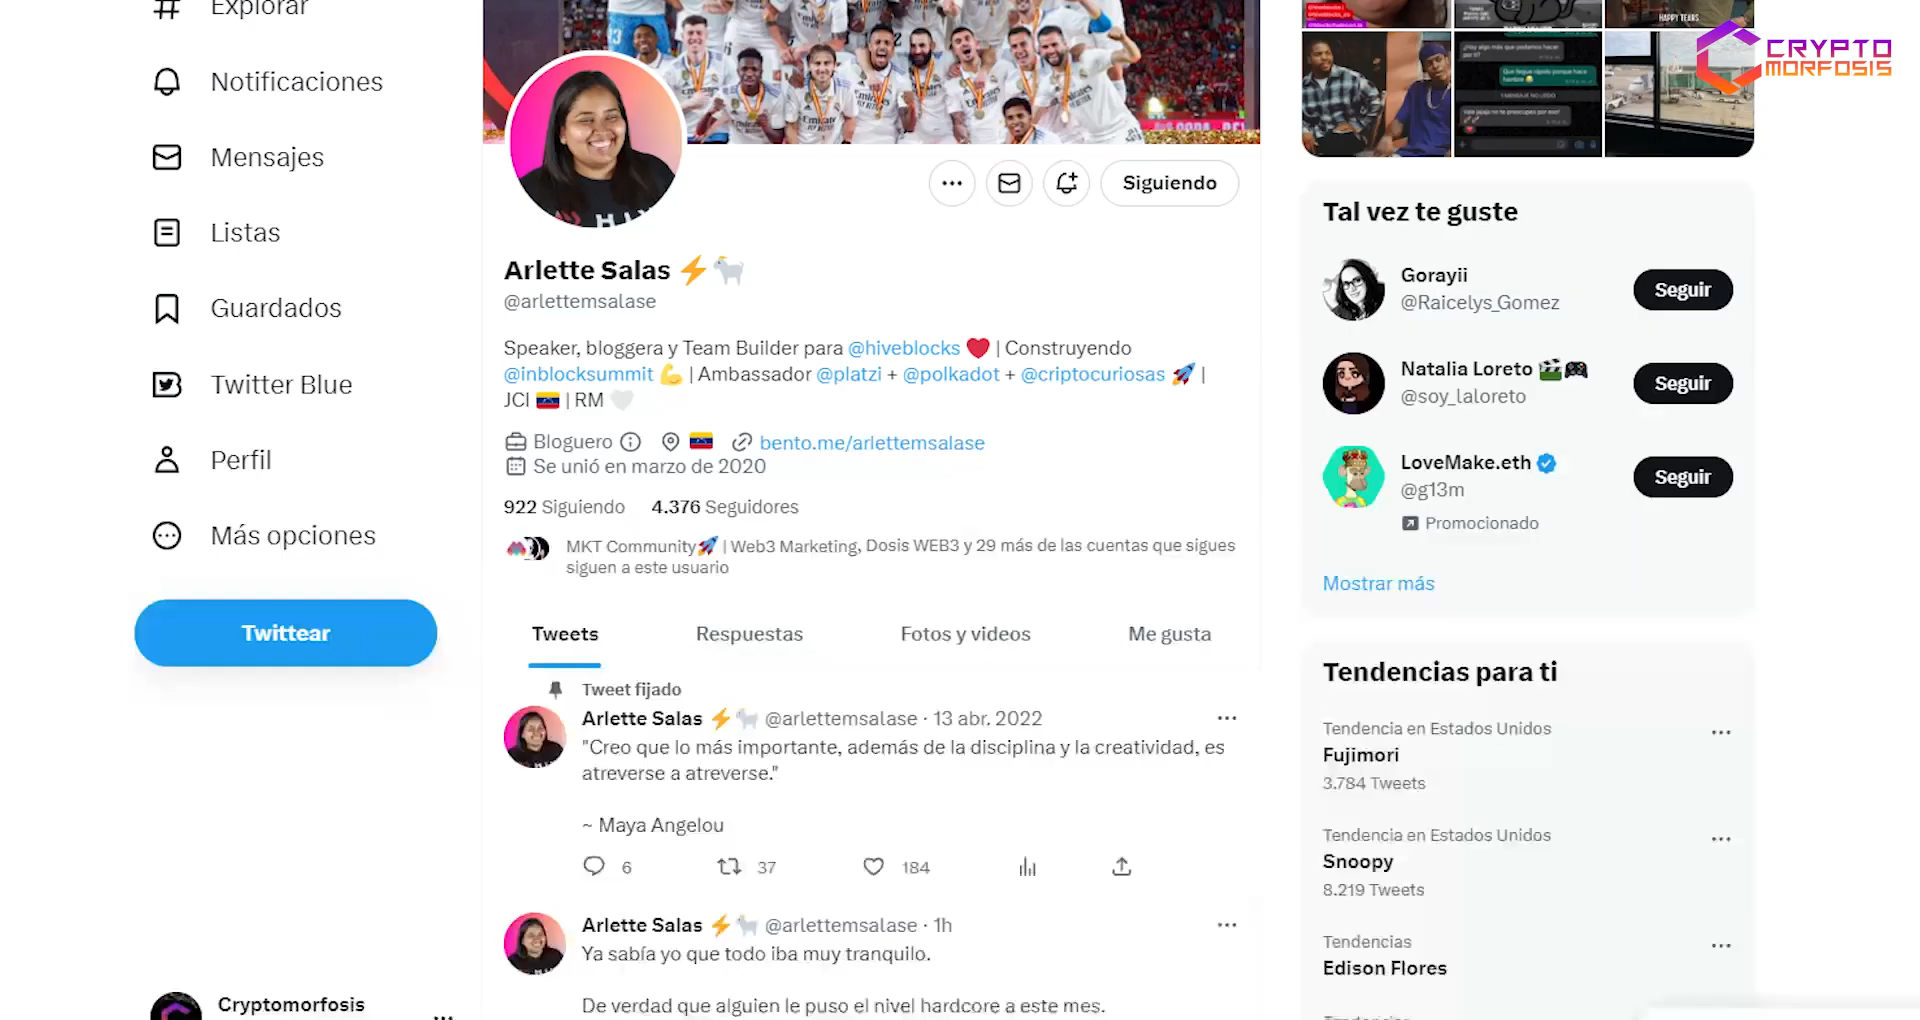 Explorar
Notificaciones
Mensajes
Listas
Guardados
Twitter Blue
Perfil
Más opciones
Twittear
Cryptomorfosis
Siguiendo
Arlette Salas
@arlettemsalase
Speaker, bloggera y Team Builder para @hiveblocks | Construyendo
@inblocksummit | Ambassador @platzi + @polkadot + @criptocuriosas |
JCI | RM
Bloguero bento.me/arlettemsalase
Se unió en marzo de 2020
922 Siguiendo 4.376 Seguidores
MKT Community | Web3 Marketing, Dosis WEB3 y 29 más de las cuentas que sigues
siguen a este usuario
Tweets Respuestas Fotos y videos Me gusta
Tweet fijado
Arlette Salas @arlettemsalase · 13 abr. 2022
"Creo que lo más importante, además de la disciplina y la creatividad, es
atreverse a atreverse."
~ Maya Angelou
6 37 184
Arlette Salas @arlettemsalase · 1h
Ya sabía yo que todo iba muy tranquilo.
De verdad que alguien le puso el nivel hardcore a este mes.
HAPPY TEARS
CRYPTO
MORFOSIS
Tal vez te guste
Gorayii
@Raicelys_Gomez
Seguir
Natalia Loreto
@soy_laloreto
Seguir
LoveMake.eth
@g13m
Seguir
Promocionado
Mostrar más
Tendencias para ti
Tendencia en Estados Unidos
Fujimori
3.784 Tweets
Tendencia en Estados Unidos
Snoopy
8.219 Tweets
Tendencias
Edison Flores